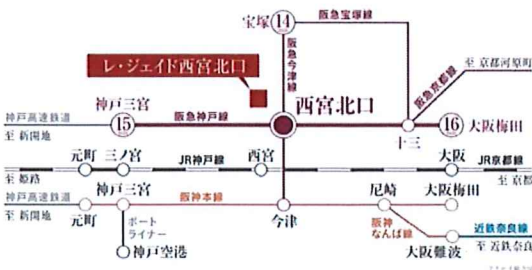 宝塚 14 阪急宝塚線
阪急今津線
至 京都河原町
阪急京都線
レ・ジェイド西宮北口
神戸高速鉄道
至 新開地
神戸三宮
15
阪急神戸線
西宮北口
十三
16 大阪梅田
元町
三ノ宮
JR神戸線
西宮
大阪
JR京都線
至 姫路
至 京都
神戸高速鉄道
至 新開地
元町
神戸三宮
阪神本線
今津
尼崎
大阪梅田
ポート
ライナー
神戸空港
阪神
なんば線
大阪難波
近鉄奈良線
至 近鉄奈良